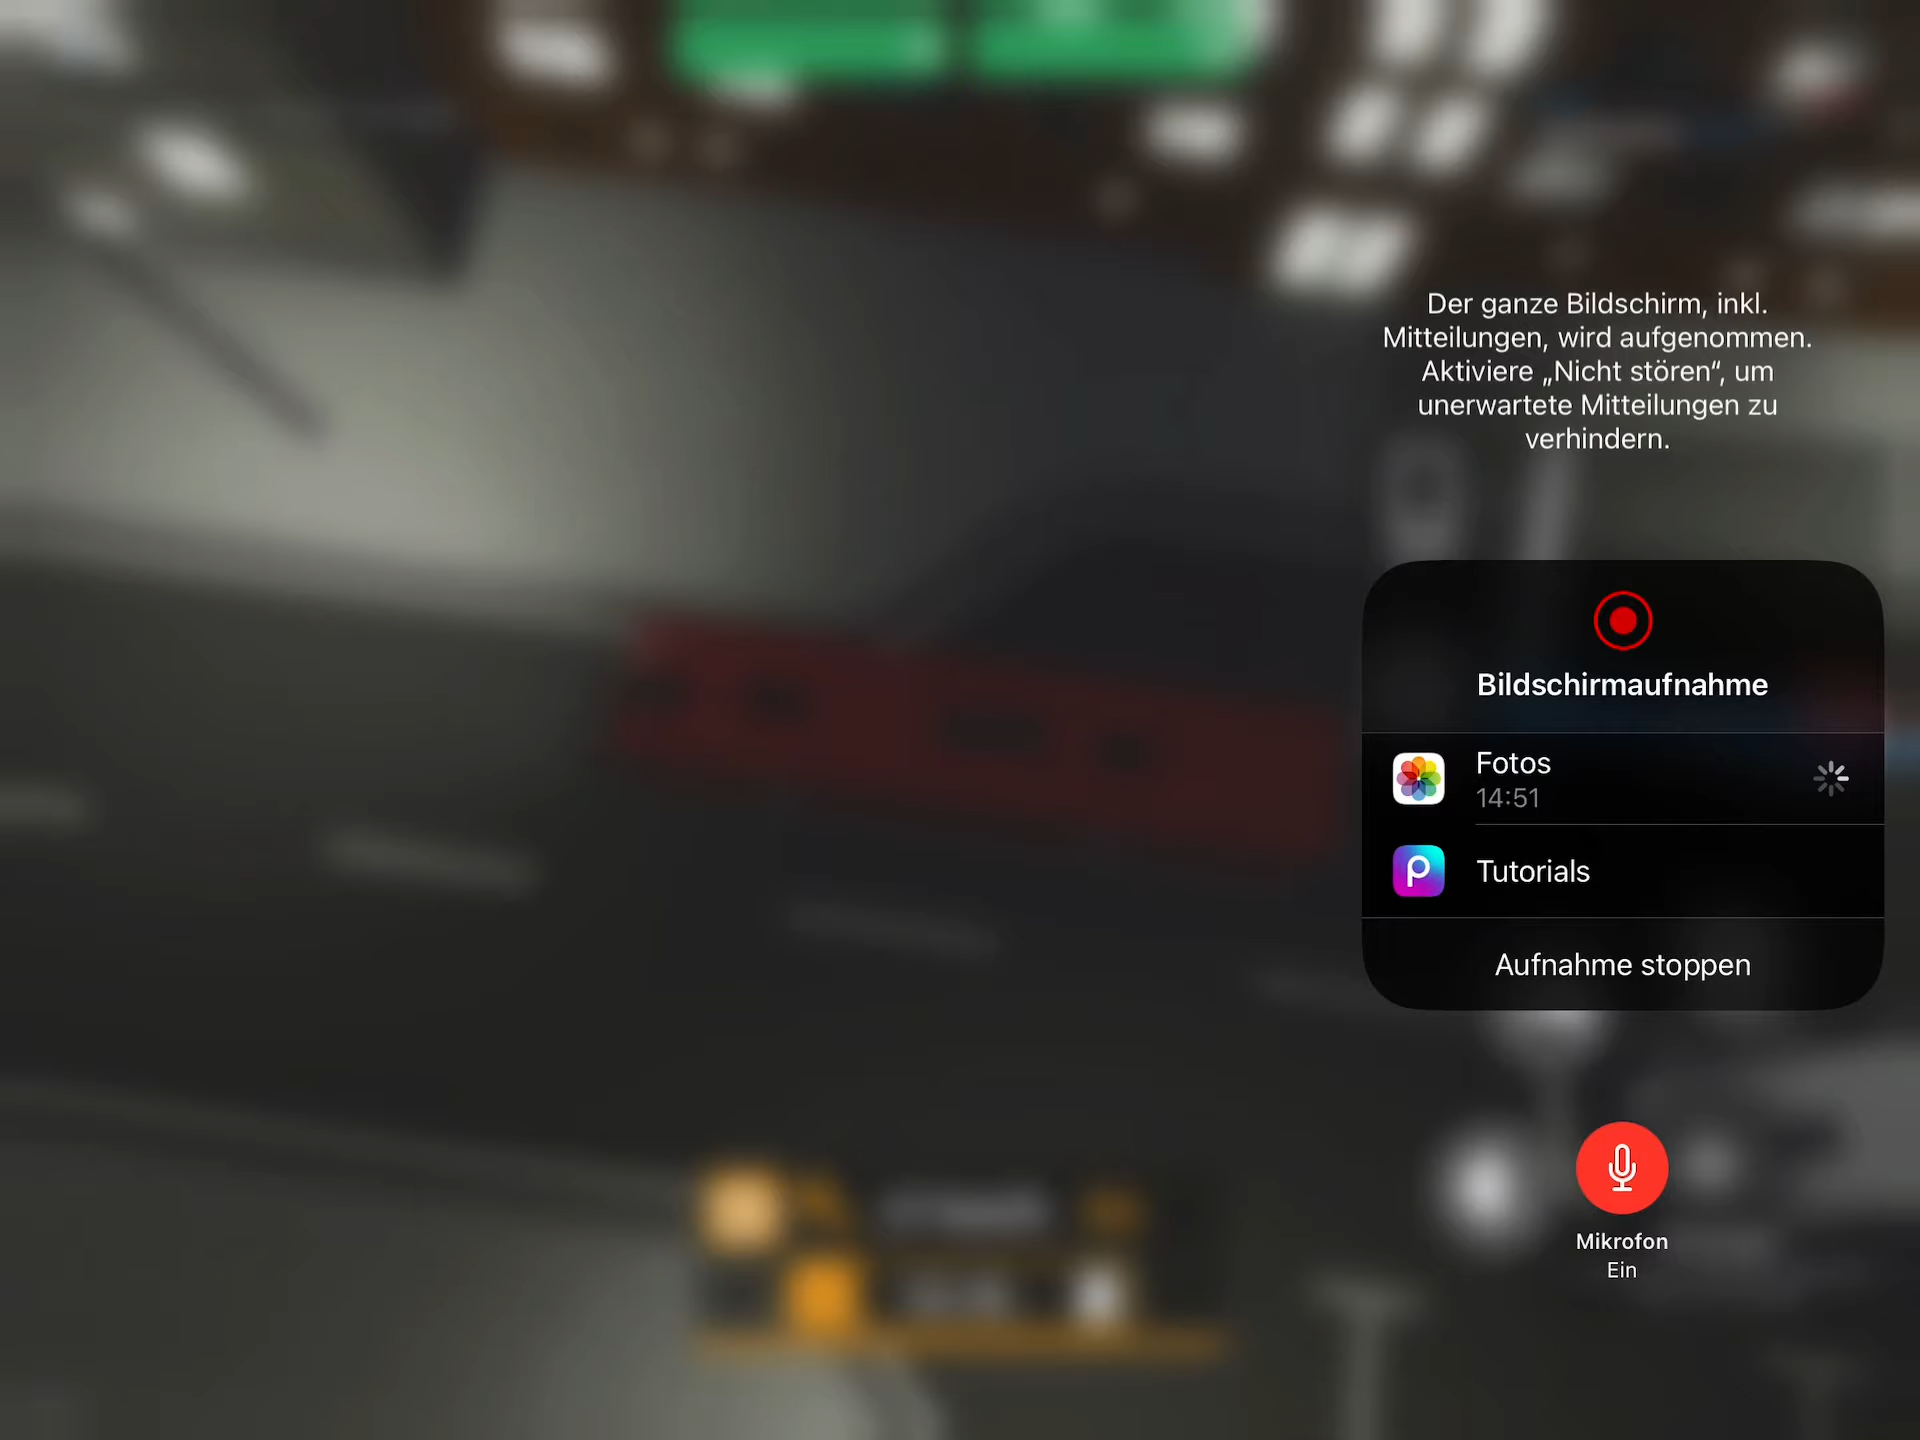 Der ganze Bildschirm, inkl.
Mitteilungen, wird aufgenommen.
Aktiviere „Nicht stören“, um
unerwartete Mitteilungen zu
verhindern.
Bildschirmaufnahme
Fotos
14:51
Tutorials
Aufnahme stoppen
Mikrofon
Ein